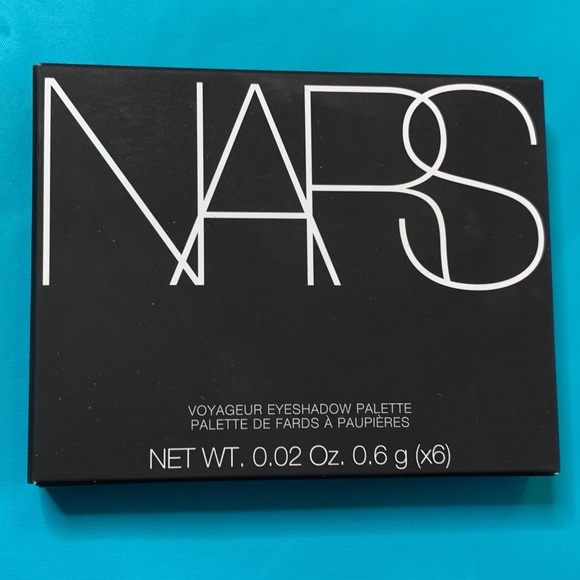 NARS
VOYAGEUR EYESHADOW PALETTE
PALETTE DE FARDS À PAUPIÈRES
NET WT. 0.02 Oz. 0.6 g (x6)